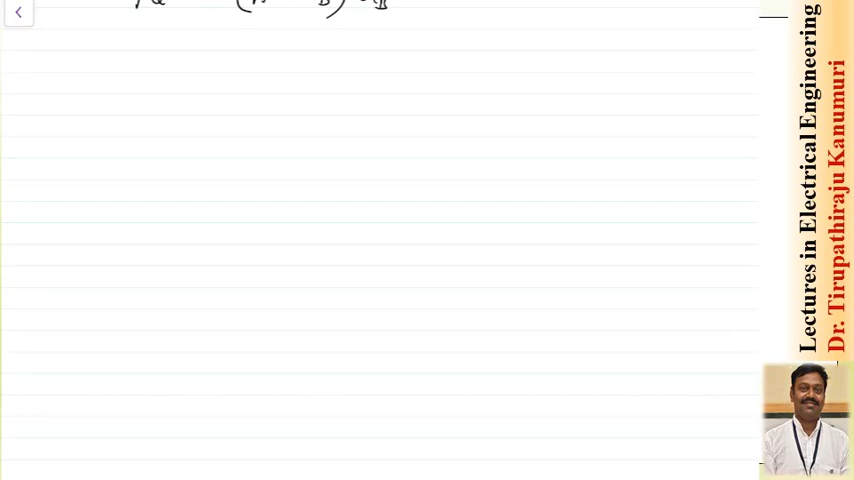 Lectures in Electrical Engineering
Dr. Tirupathiraju Kanumuri